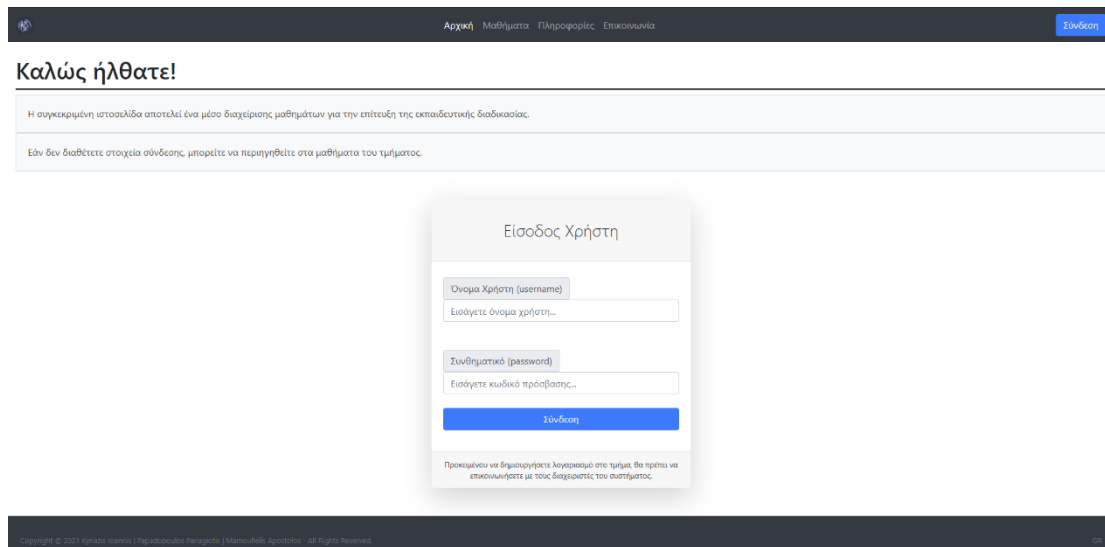 Αρχική Μαθήματα Πληροφορίες Επικοινωνία Σύνδεση
Καλώς ήλθατε!
Η συγκεκριμένη ιστοσελίδα αποτελεί ένα μέσο διαχείρισης μαθημάτων για την επίτευξη της εκπαιδευτικής διαδικασίας.
Εάν δεν διαθέτετε στοιχεία σύνδεσης, μπορείτε να περιηγηθείτε στα μαθήματα του τμήματος.
Είσοδος Χρήστη
Όνομα Χρήστη (username)
Εισάγετε όνομα χρήστη...
Συνθηματικό (password)
Εισάγετε κωδικό πρόσβασης...
Σύνδεση
Προκειμένου να δημιουργήσετε λογαριασμό στο τμήμα, θα πρέπει να
επικοινωνήσετε με τους διαχειριστές του συστήματος.
Copyright © 2021 Kyriazis Ioannis | Papadopoulos Panagiotis | Mamouflelis Apostolos - All Rights Reserved. GR